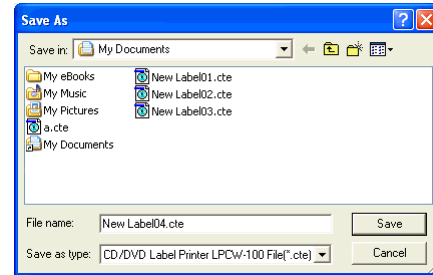 Save As
Save in: My Documents
My eBooks New Label01.cte
My Music New Label02.cte
My Pictures New Label03.cte
a.cte
My Documents
File name: New Label04.cte Save
Save as type: CD/DVD Label Printer LPCW-100 File(*.cte) Cancel